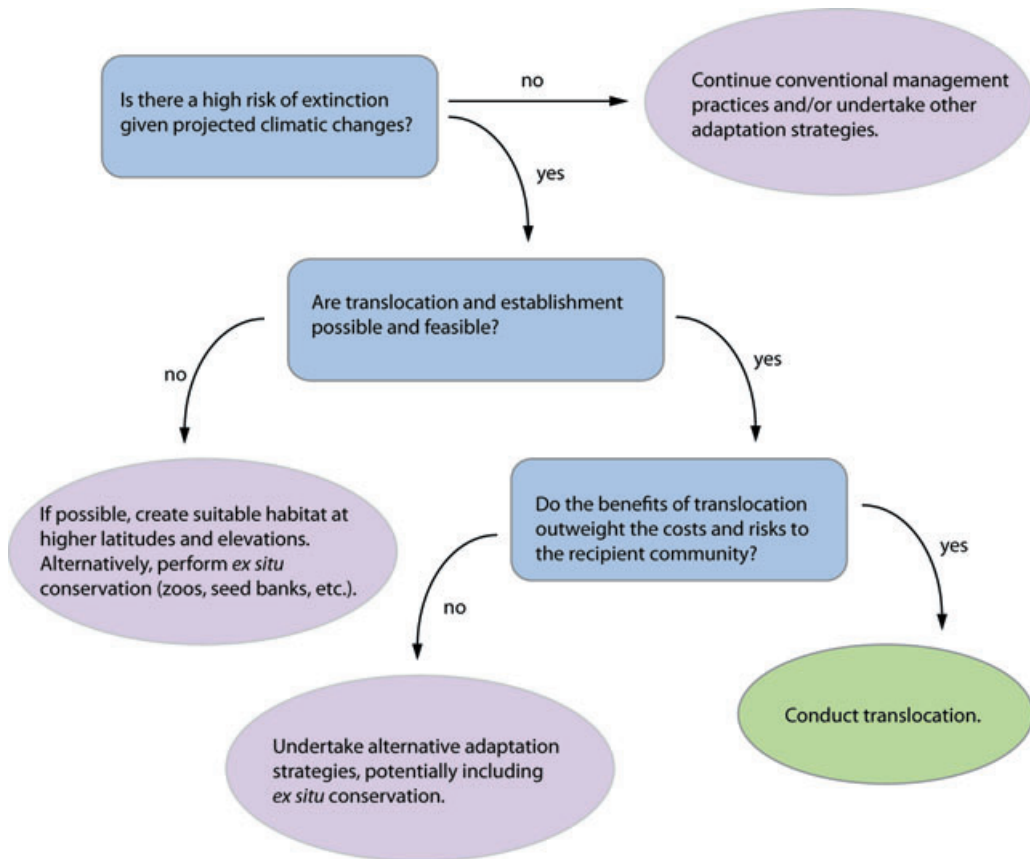 Is there a high risk of extinction
given projected climatic changes?
no
Continue conventional management
practices and/or undertake other
adaptation strategies.
yes
Are translocation and establishment
possible and feasible?
no
yes
If possible, create suitable habitat at
higher latitudes and elevations.
Alternatively, perform ex situ
conservation (zoos, seed banks, etc.).
Do the benefits of translocation
outweight the costs and risks to
the recipient community?
no
yes
Undertake alternative adaptation
strategies, potentially including
ex situ conservation.
Conduct translocation.